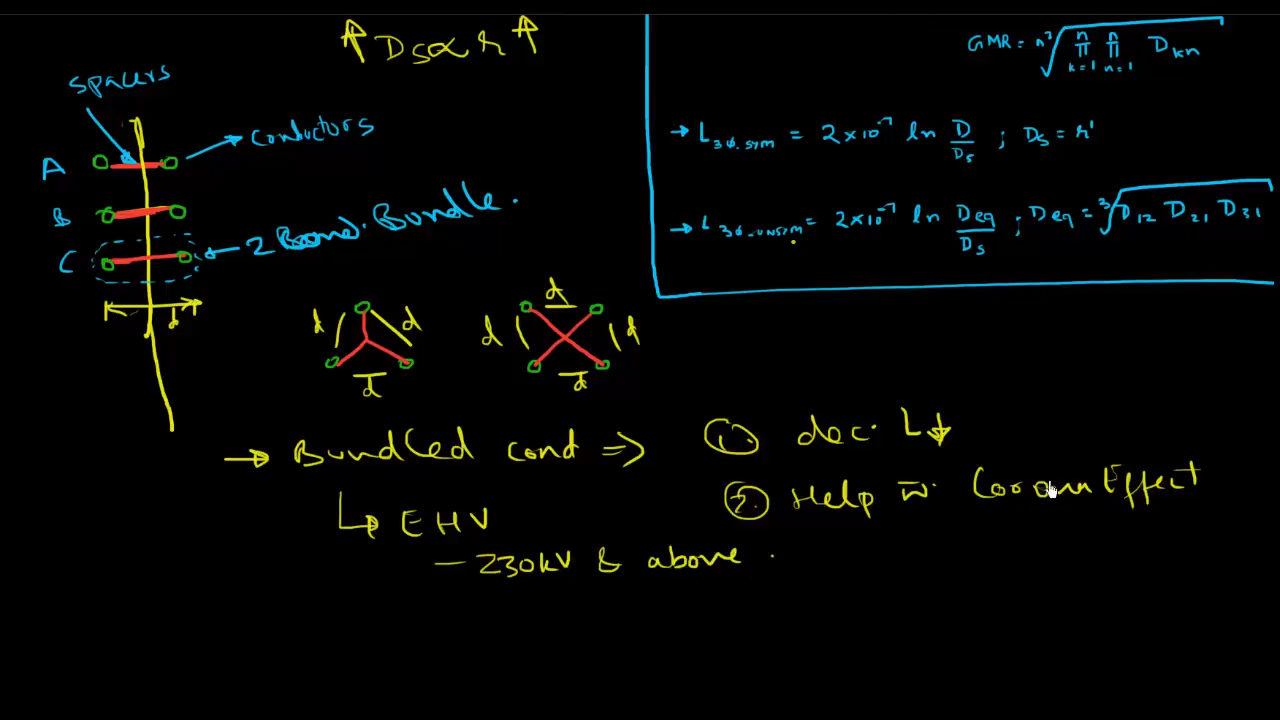 ↑ Ds ∝ r ↑
spacers
conductors
A
B
C
2 Cond. Bundle.
d
d d
d
d
d d
d
→ Bundled cond ⇒
↳ EHV
– 230kV & above .
① dec. L↓
② Help w. Corona Effect
GMR = n²√ n π k=1 n π n=1 Dkn
→ L3φ.sym = 2×10⁻⁷ ln D/Ds ; Ds = r'
→ L3φ-unsym = 2×10⁻⁷ ln Deq/Ds ; Deq = ³√ D12 D21 D31